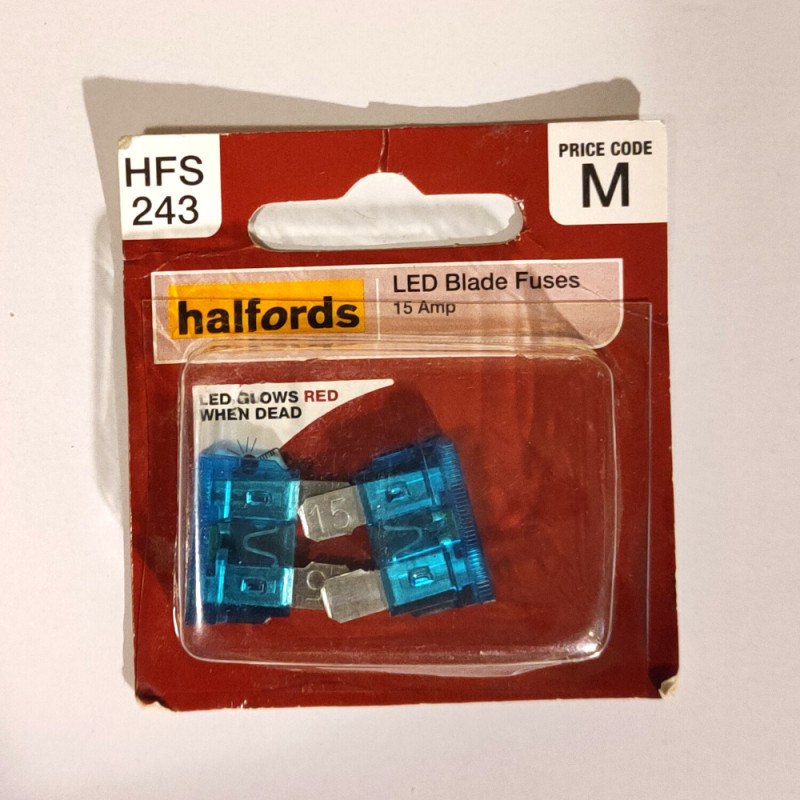 HFS
243
PRICE CODE
M
halfords
LED Blade Fuses
15 Amp
LED GLOWS RED
WHEN DEAD
15